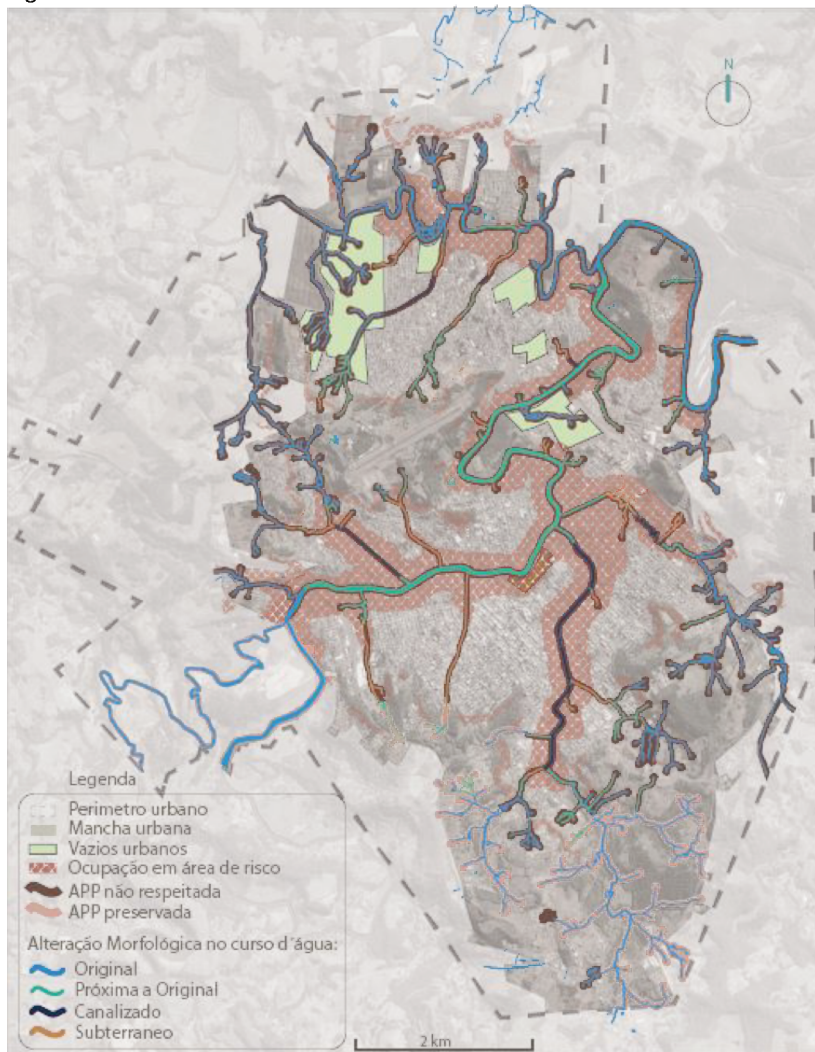 N
Legenda
Perimetro urbano
Mancha urbana
Vazios urbanos
Ocupação em área de risco
APP não respeitada
APP preservada
Alteração Morfológica no curso d´água:
Original
Próxima a Original
Canalizado
Subterraneo
2 km